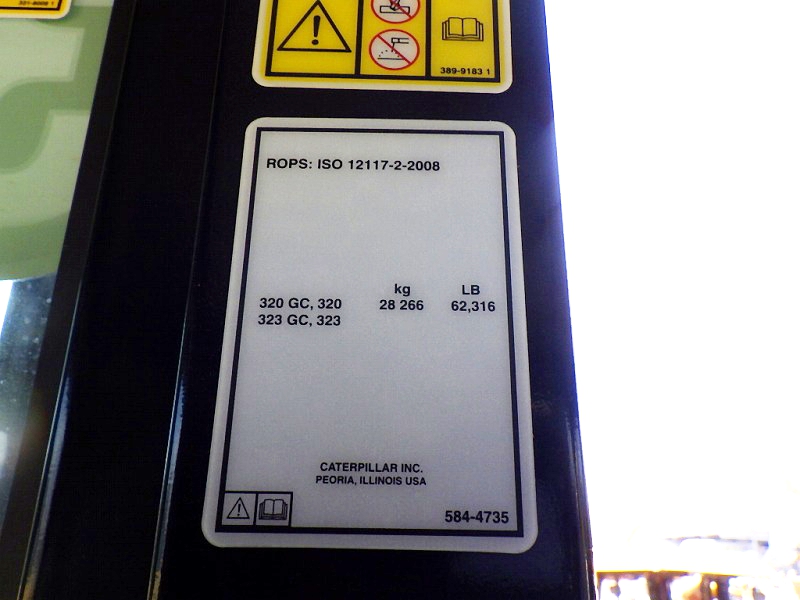 389-9183 1
ROPS: ISO 12117-2-2008
kg LB
320 GC, 320 28 266 62,316
323 GC, 323
CATERPILLAR INC.
PEORIA, ILLINOIS USA
584-4735